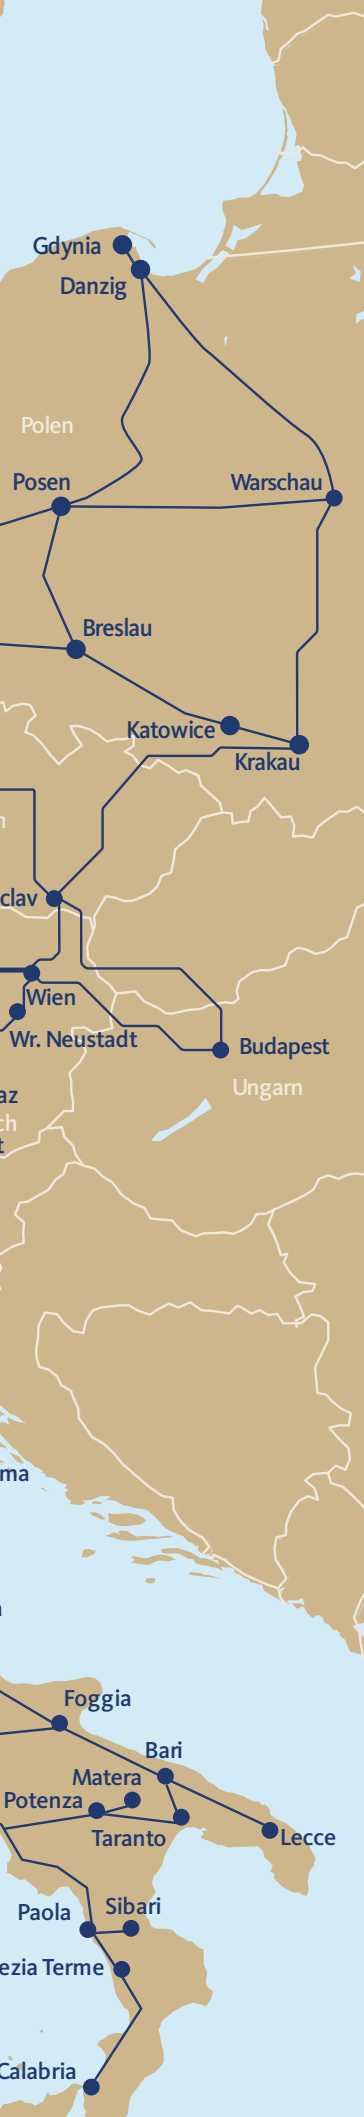 Gdynia
Danzig
Polen
Posen
Warschau
Breslau
Katowice
Krakau
clav
Wien
Wr. Neustadt
Budapest
Ungarn
az
ch
t
ma
Foggia
Bari
Matera
Potenza
Taranto
Lecce
Sibari
Paola
ezia Terme
Calabria